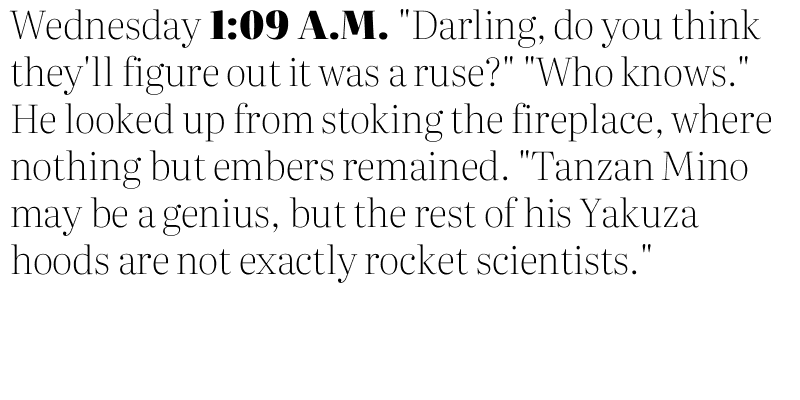 Wednesday 1:09 A.M. "Darling, do you think
they'll figure out it was a ruse?" "Who knows."
He looked up from stoking the fireplace, where
nothing but embers remained. "Tanzan Mino
may be a genius, but the rest of his Yakuza
hoods are not exactly rocket scientists."